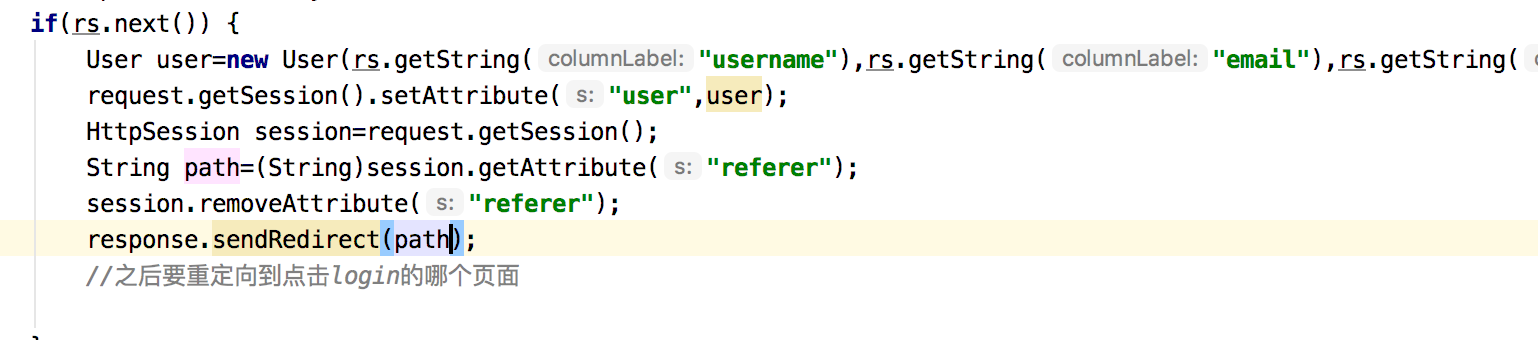 if(rs.next()) {
User user=new User(rs.getString( columnLabel: "username"),rs.getString( columnLabel: "email"),rs.getString(
request.getSession().setAttribute( s: "user",user);
HttpSession session=request.getSession();
String path=(String)session.getAttribute( s: "referer");
session.removeAttribute( s: "referer");
response.sendRedirect(path);
//之后要重定向到点击login的哪个页面